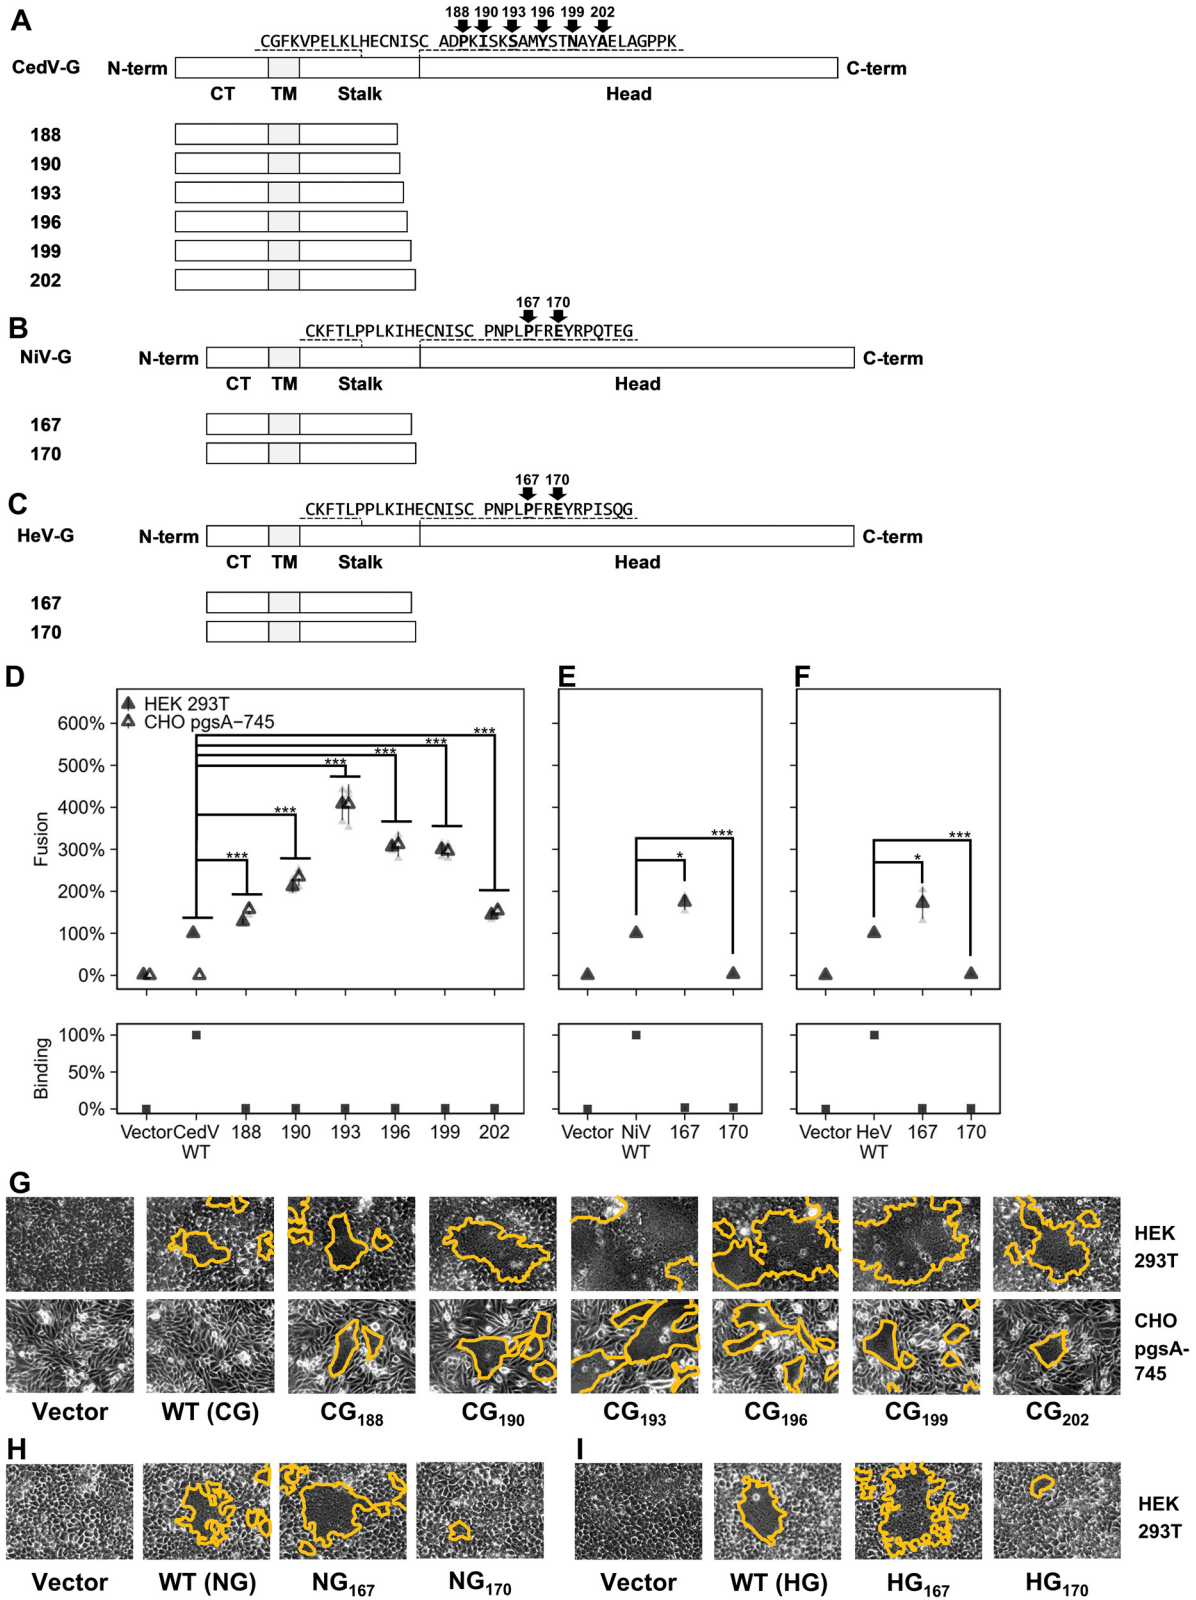 A
188 190 193 196 199 202
CGFKVPELKLHECNISC ADPKISKSAMYSTNAYAELAGPPK
CedV-G N-term C-term
CT TM Stalk Head
188
190
193
196
199
202
B
167 170
CKFTLPPLKIHECNISC PNPLPFREYRPQTEG
NiV-G N-term C-term
CT TM Stalk Head
167
170
C
167 170
CKFTLPPLKIHECNISC PNPLPFREYRPISQG
HeV-G N-term C-term
CT TM Stalk Head
167
170
D
HEK 293T
CHO pgsA-745
600%
500%
400%
300%
200%
100%
0%
Fusion
***
***
***
***
***
***
100%
50%
0%
Binding
Vector CedV WT 188 190 193 196 199 202
E
***
*
Vector NiV WT 167 170
F
***
*
Vector HeV WT 167 170
G
HEK 293T
CHO pgsA-745
Vector WT (CG) CG188 CG190 CG193 CG196 CG199 CG202
H
Vector WT (NG) NG167 NG170
I
HEK 293T
Vector WT (HG) HG167 HG170